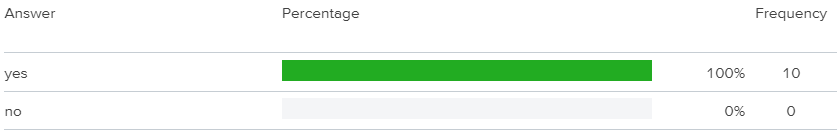 Answer Percentage Frequency
yes 100% 10
no 0% 0